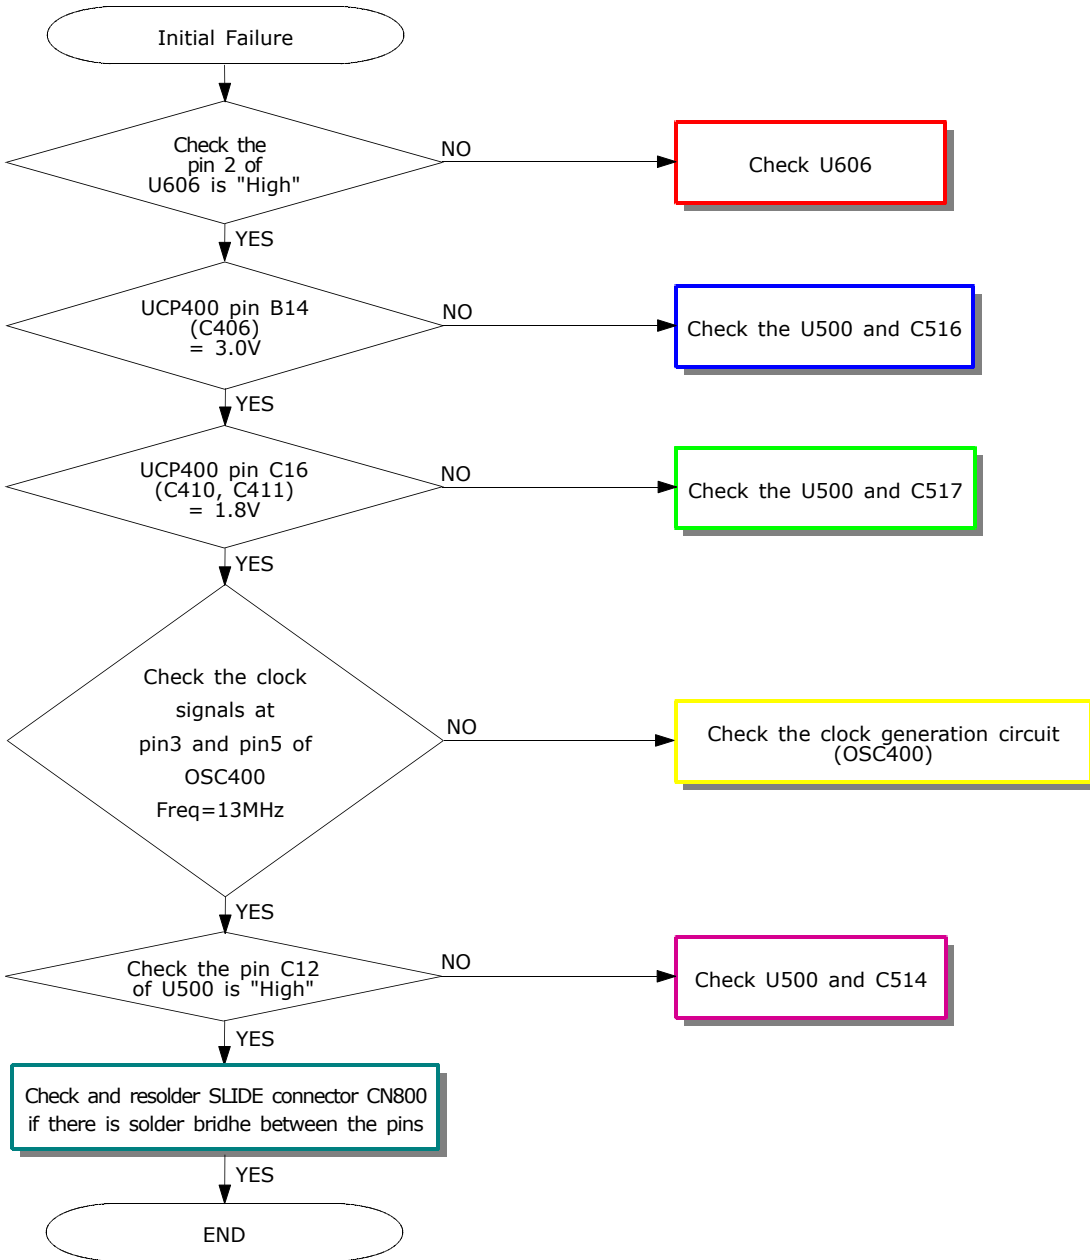 Initial Failure
Check the
pin 2 of
U606 is "High"
NO
Check U606
YES
UCP400 pin B14
(C406)
= 3.0V
NO
Check the U500 and C516
YES
UCP400 pin C16
(C410, C411)
= 1.8V
NO
Check the U500 and C517
YES
Check the clock
signals at
pin3 and pin5 of
OSC400
Freq=13MHz
NO
Check the clock generation circuit
(OSC400)
YES
Check the pin C12
of U500 is "High"
NO
Check U500 and C514
YES
Check and resolder SLIDE connector CN800
if there is solder bridhe between the pins
YES
END